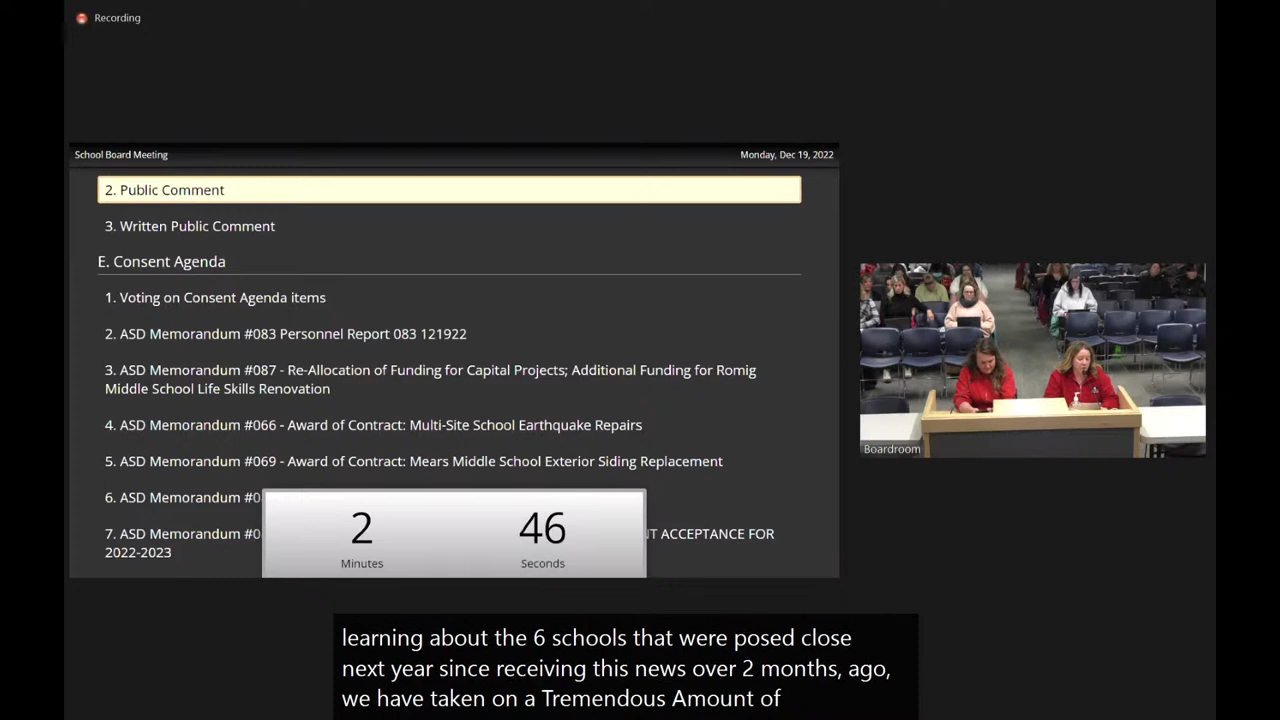 Recording
School Board Meeting
Monday, Dec 19, 2022
2. Public Comment
3. Written Public Comment
E. Consent Agenda
1. Voting on Consent Agenda items
2. ASD Memorandum #083 Personnel Report 083 121922
3. ASD Memorandum #087 - Re-Allocation of Funding for Capital Projects; Additional Funding for Romig
Middle School Life Skills Renovation
4. ASD Memorandum #066 - Award of Contract: Multi-Site School Earthquake Repairs
5. ASD Memorandum #069 - Award of Contract: Mears Middle School Exterior Siding Replacement
6. ASD Memorandum
7. ASD Memorandum ACCEPTANCE FOR
2022-2023
2 46
Minutes Seconds
Boardroom
learning about the 6 schools that were posed close
next year since receiving this news over 2 months, ago,
we have taken on a Tremendous Amount of